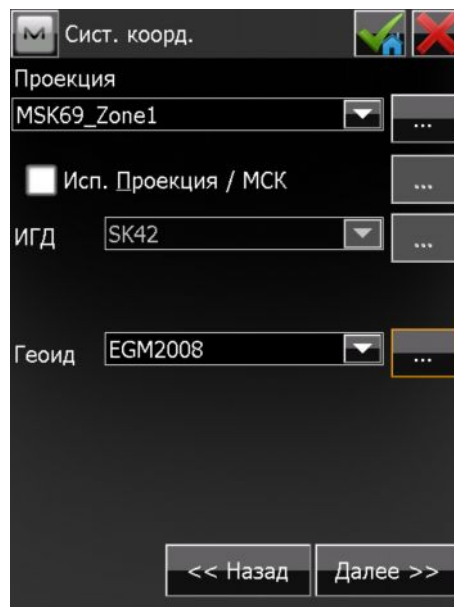 Сист. коорд.
Проекция
MSK69_Zone1
...
Исп. Проекция / МСК
...
ИГД
SK42
...
Геоид
EGM2008
...
<< Назад
Далее >>